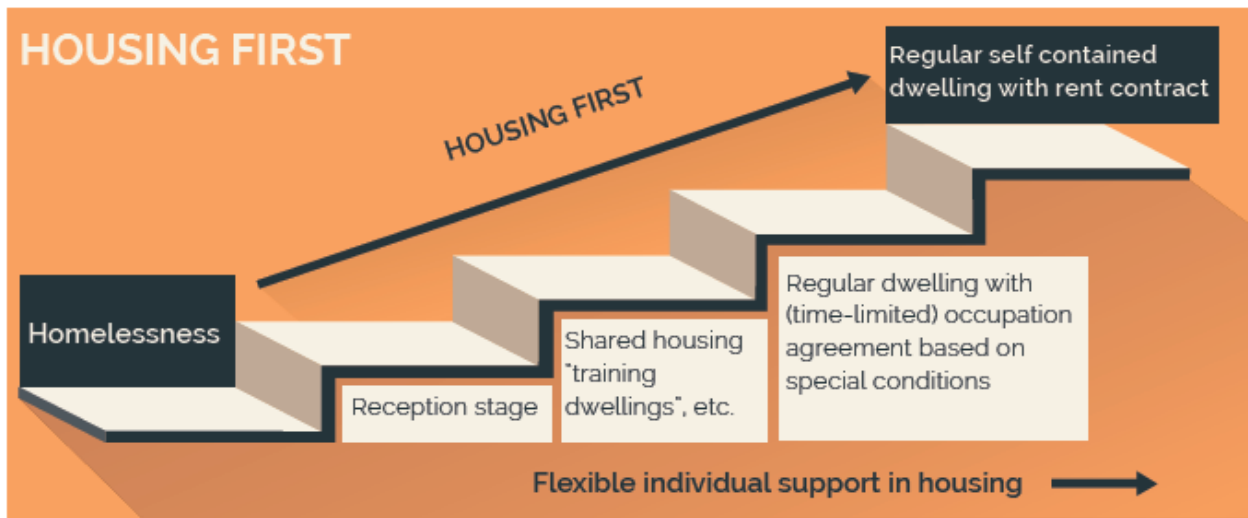 HOUSING FIRST
Regular self contained
dwelling with rent contract
HOUSING FIRST
Homelessness
Reception stage
Shared housing
"training
dwellings", etc.
Regular dwelling with
(time-limited) occupation
agreement based on
special conditions
Flexible individual support in housing